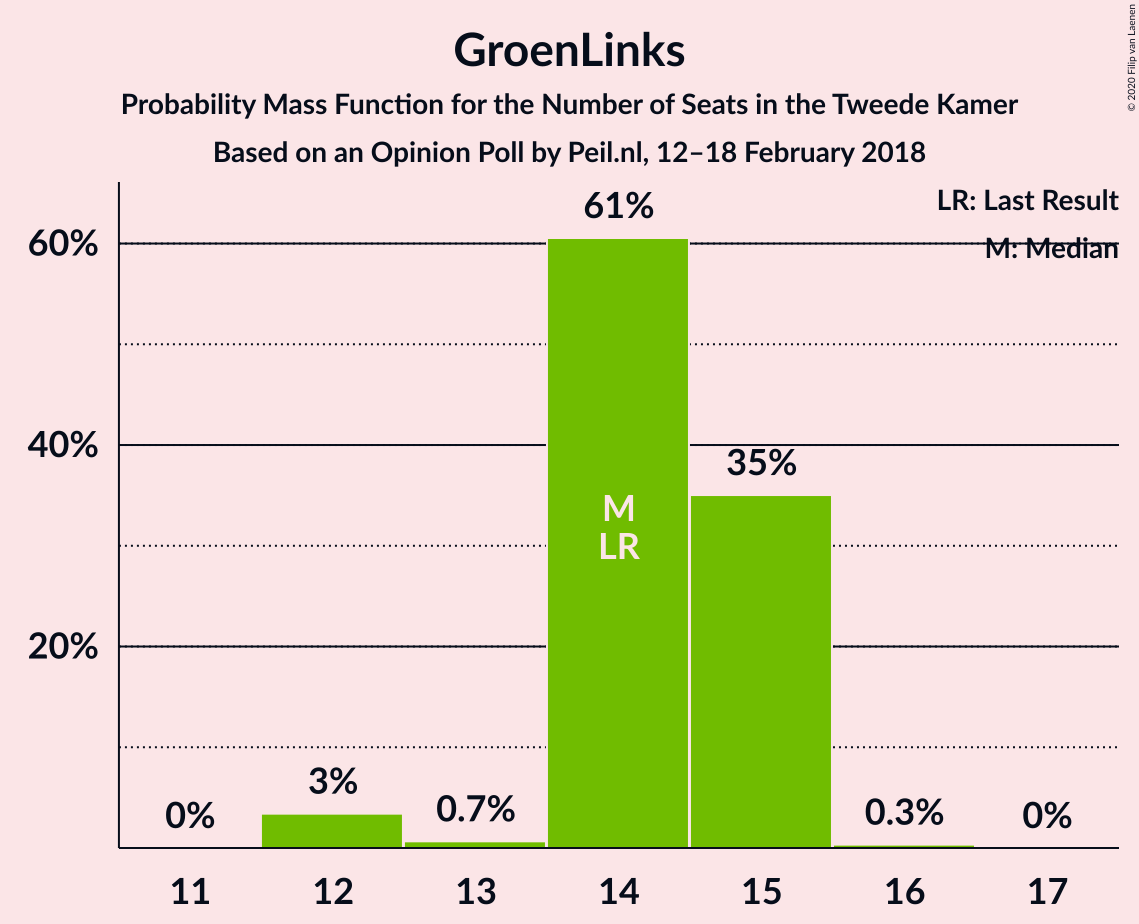 GroenLinks
Probability Mass Function for the Number of Seats in the Tweede Kamer
Based on an Opinion Poll by Peil.nl, 12–18 February 2018
© 2020 Filip van Laenen
LR: Last Result
M: Median
60%
40%
20%
0%
3%
0.7%
61%
M
LR
35%
0.3%
0%
11
12
13
14
15
16
17